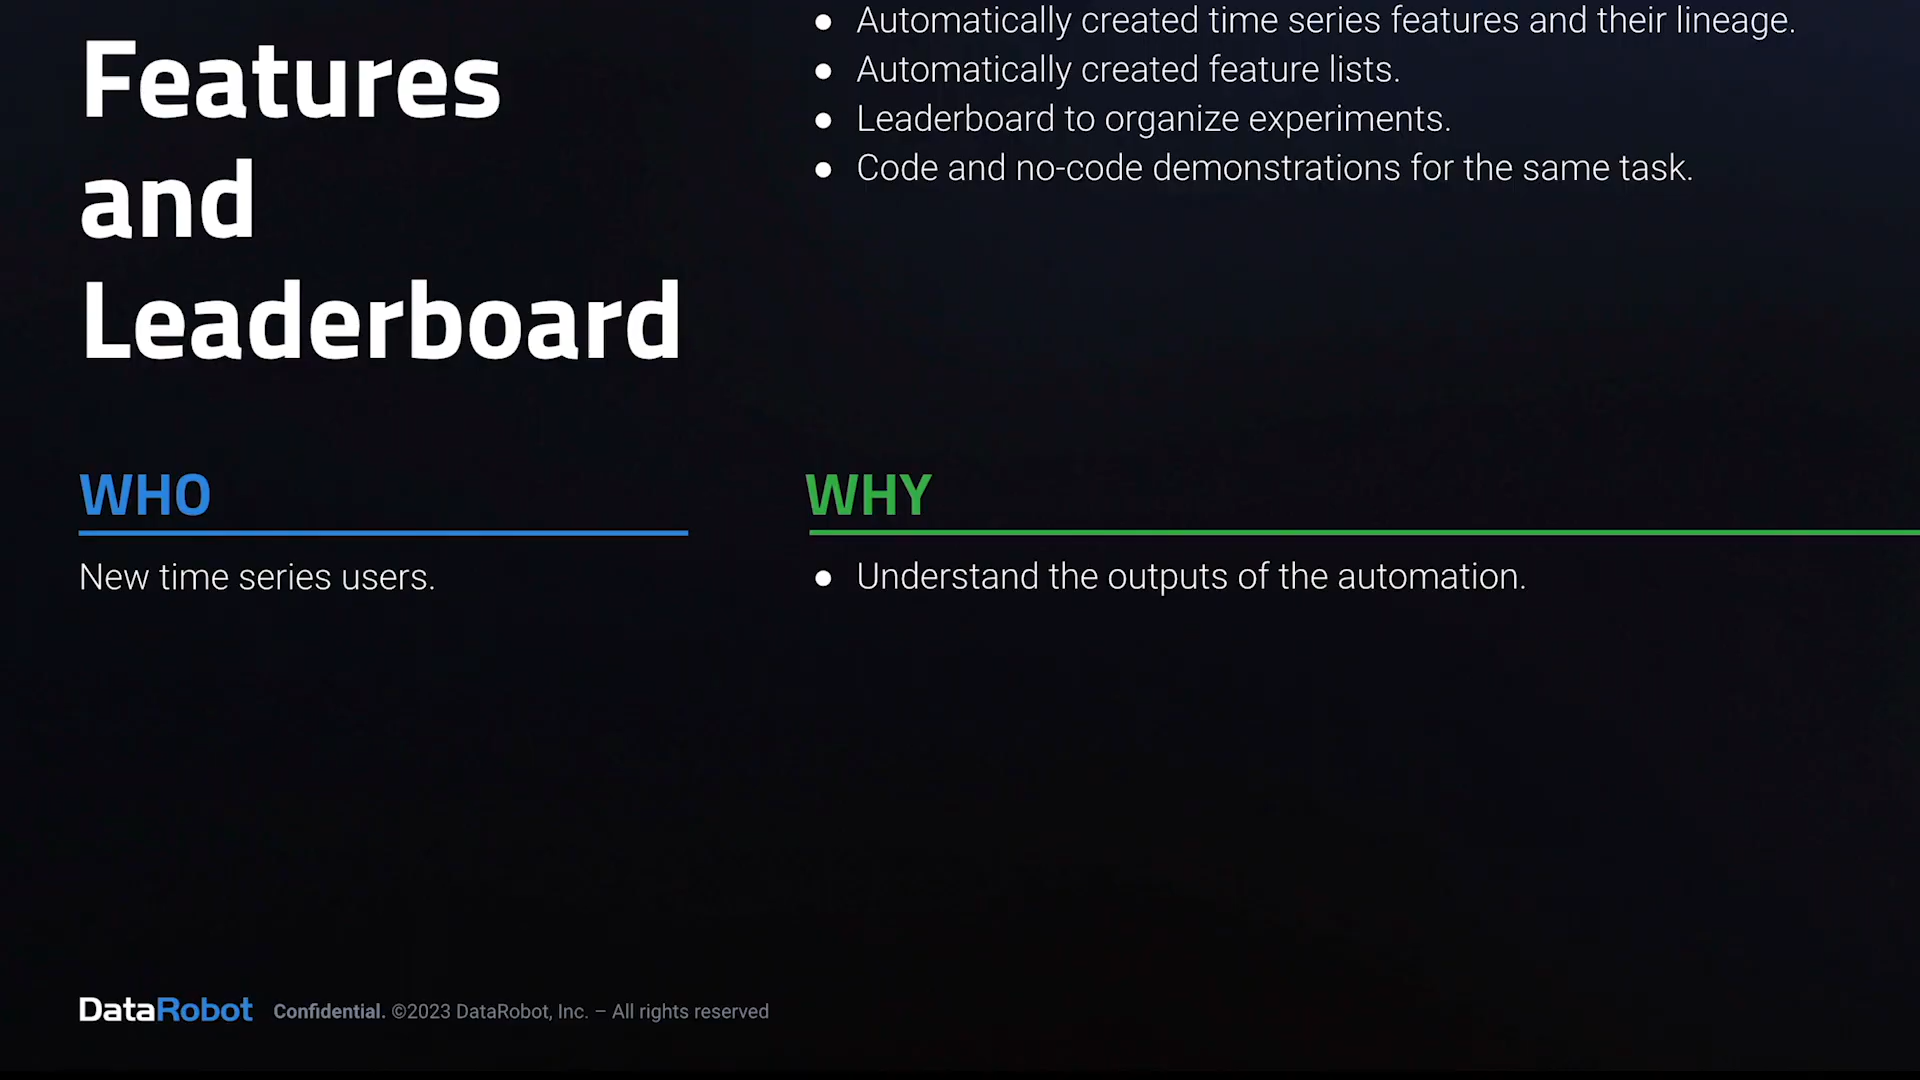 Features
and
Leaderboard
Automatically created time series features and their lineage.
Automatically created feature lists.
Leaderboard to organize experiments.
Code and no-code demonstrations for the same task.
WHO
New time series users.
WHY
Understand the outputs of the automation.
DataRobot Confidential. ©2023 DataRobot, Inc. – All rights reserved